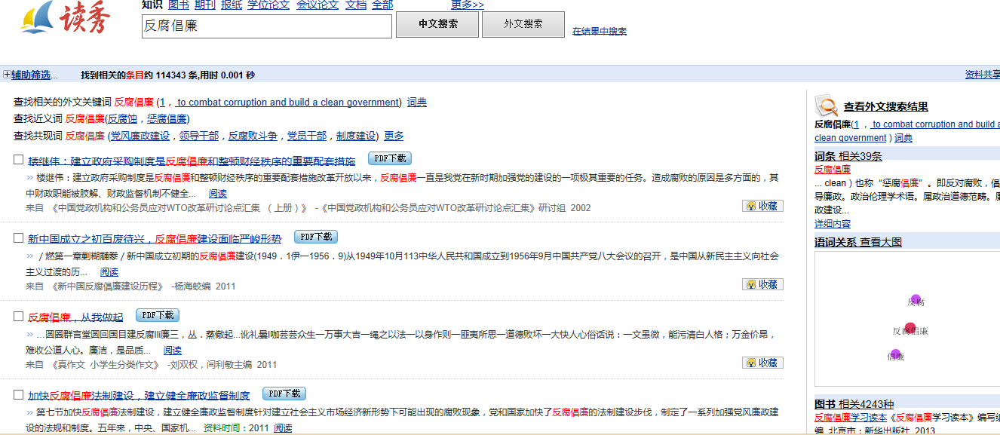 读秀
知识 图书 期刊 报纸 学位论文 会议论文 文档 全部 更多>>
反腐倡廉 中文搜索 外文搜索 在结果中搜索
辅助筛选... 找到相关的条目约 114343 条,用时 0.001 秒 资料共享
查找相关的外文关键词 反腐倡廉 (1， to combat corruption and build a clean government) 词典
查找近义词 反腐倡廉(反腐蚀，惩腐倡廉)
查找共现词 反腐倡廉 (党风廉政建设，领导干部，反腐败斗争，党员干部，制度建设) 更多
楼继伟：建立政府采购制度是反腐倡廉和整顿财经秩序的重要配套措施 PDF下载
» 楼继伟：建立政府采购制度是反腐倡廉和整顿财经秩序的重要配套措施改革开放以来，反腐倡廉一直是我党在新时期加强党的建设的一项极其重要的任务。造成腐败的原因是多方面的，其
中财政职能被肢解、财政监督机制不健全... 阅读
来自 《中国党政机构和公务员应对WTO改革研讨论点汇集 （上册）》 -《中国党政机构和公务员应对WTO改革研讨论点汇集》研讨组 2002 收藏
新中国成立之初百废待兴，反腐倡廉建设面临严峻形势 PDF下载
» / 燃第一章剿糊黼豢 / 新中国成立初期的反腐倡廉建设(1949．1伊一1956．9)从1949年10月113中华人民共和国成立到1956年9月中国共产党八大会议的召开，是中国从新民主主义向社会
主义过渡的历... 阅读
来自 《新中国反腐倡廉建设历程》 -杨海蛟编 2011 收藏
反腐倡廉，从我做起 PDF下载
» ...圆圈群言堂圆回国目建反腐Ⅲ廉三，丛．蒸儆起...讹礼曇I咖芸芸众生一万事大吉一绳之以法一以身作则一匪夷所思一道德败坏一大快人心俗话说：一文虽微，能污清白人格；万金价昂，
难收公道人心。廉洁，是品质... 阅读
来自 《真作文 小学生分类作文》 -刘双权，闫利敏主编 2011 收藏
加快反腐倡廉法制建设，建立健全廉政监督制度 PDF下载
» 第七节加快反腐倡廉法制建设，建立健全廉政监督制度针对建立社会主义市场经济新形势下可能出现的腐败现象，党和国家加快了反腐倡廉的法制建设步伐，制定了一系列加强党风廉政建
设的法规和制度。五年来，中央、国家机... 资料时间：2011 阅读
查看外文搜索结果
反腐倡廉(1 ， to combat corruption and build a
clean government ) 词典
词条 相关39条
反腐倡廉
... clean ) 也称“惩腐倡廉”。即反对腐败，倡
导廉政。政治伦理学术语。属政治道德范畴。廉
政建设...
详细内容
语词关系 查看大图
反腐
反腐倡廉
倡廉
图书 相关4243种
反腐倡廉学习读本《反腐倡廉学习读本》编写组
编 北京市：新华出版社 2013